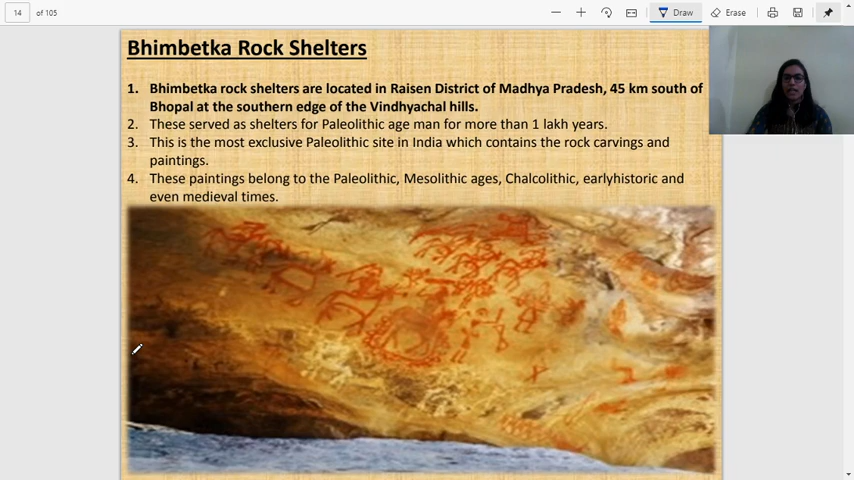 14 of 105
Draw
Erase
Bhimbetka Rock Shelters
1. Bhimbetka rock shelters are located in Raisen District of Madhya Pradesh, 45 km south of
Bhopal at the southern edge of the Vindhyachal hills.
2. These served as shelters for Paleolithic age man for more than 1 lakh years.
3. This is the most exclusive Paleolithic site in India which contains the rock carvings and
paintings.
4. These paintings belong to the Paleolithic, Mesolithic ages, Chalcolithic, earlyhistoric and
even medieval times.